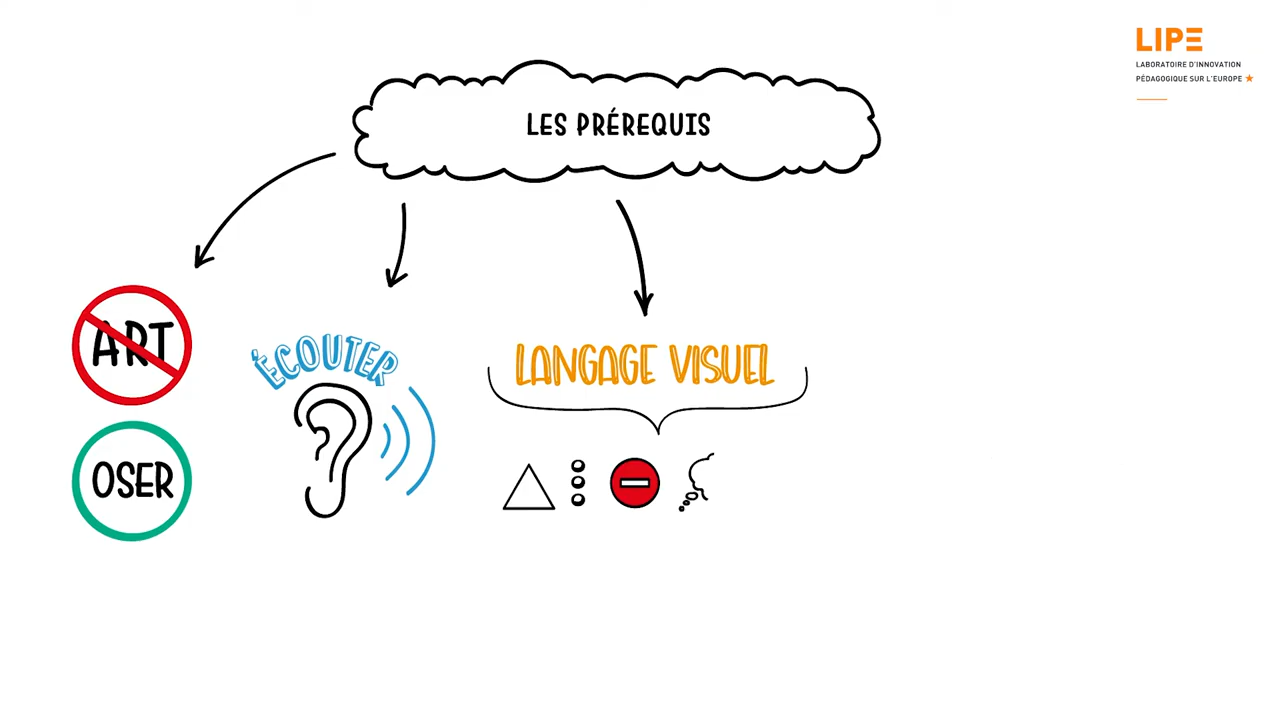 LIPE
LABORATOIRE D'INNOVATION
PÉDAGOGIQUE SUR L'EUROPE
LES PRÉREQUIS
ART
OSER
ÉCOUTER
LANGAGE VISUEL